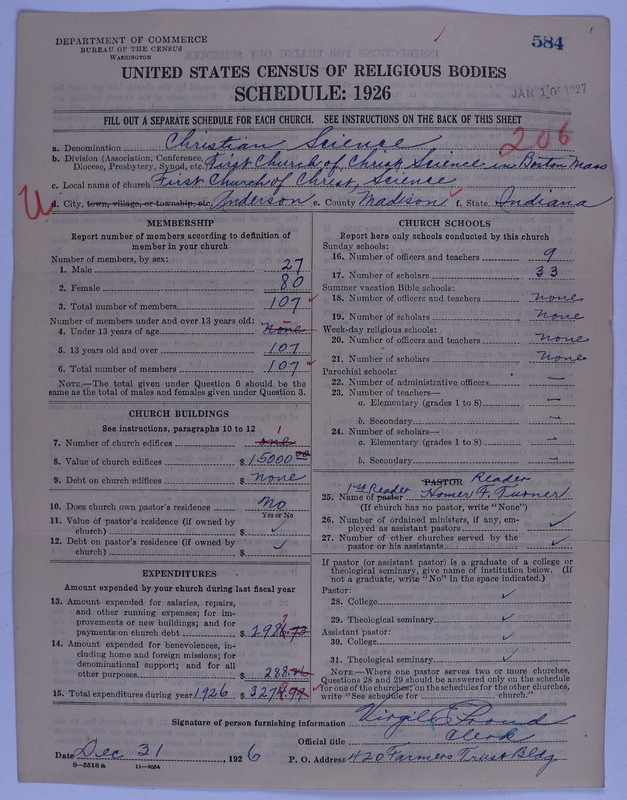 DEPARTMENT OF COMMERCE
BUREAU OF THE CENSUS
WASHINGTON
584
JAN 10 1927
UNITED STATES CENSUS OF RELIGIOUS BODIES
SCHEDULE: 1926
FILL OUT A SEPARATE SCHEDULE FOR EACH CHURCH. SEE INSTRUCTIONS ON THE BACK OF THIS SHEET
206
a. Denomination Christian Science
b. Division (Association, Conference, Diocese, Presbytery, Synod, etc. First Church of Christ, Science in Boston Mass
c. Local name of church First Church of Christ, Science
d. City, town, village, or township, etc. Anderson e. County Madison f. State Indiana
MEMBERSHIP
Report number of members according to definition of
member in your church
Number of members, by sex:
1. Male 27
2. Female 80
3. Total number of members 107
Number of members under and over 13 years old:
4. Under 13 years of age none
5. 13 years old and over 107
6. Total number of members 107
NOTE.—The total given under Question 6 should be the
same as the total of males and females given under Question 3.
CHURCH BUILDINGS
See instructions, paragraphs 10 to 12
7. Number of church edifices one 1
8. Value of church edifices $ 15000 00
9. Debt on church edifices $ none
10. Does church own pastor's residence No
Yes or No
11. Value of pastor's residence (if owned by
church) $
12. Debt on pastor's residence (if owned by
church) $
EXPENDITURES
Amount expended by your church during last fiscal year
13. Amount expended for salaries, repairs,
and other running expenses; for im-
provements or new buildings; and for
payments on church debt $
14. Amount expended for benevolences, in-
cluding home and foreign missions; for
denominational support; and for all
other purposes $
15. Total expenditures during year 1926 $
CHURCH SCHOOLS
Report here only schools conducted by this church
Sunday schools:
16. Number of officers and teachers 9
17. Number of scholars 33
Summer vacation Bible schools:
18. Number of officers and teachers none
19. Number of scholars none
Week-day religious schools:
20. Number of officers and teachers none
21. Number of scholars none
Parochial schools:
22. Number of administrative officers —
23. Number of teachers—
a. Elementary (grades 1 to 8) —
b. Secondary —
24. Number of scholars—
a. Elementary (grades 1 to 8) —
b. Secondary —
PASTOR Reader
1st Reader
25. Name of pastor Homer F. Turner
(If church has no pastor, write "None")
26. Number of ordained ministers, if any, em-
ployed as assistant pastors
27. Number of other churches served by the
pastor or his assistants
If pastor (or assistant pastor) is a graduate of a college or
theological seminary, give name of institution below. (If
not a graduate, write "No" in the space indicated.)
Pastor:
28. College
29. Theological seminary
Assistant pastor:
30. College
31. Theological seminary
NOTE.—Where one pastor serves two or more churches,
Questions 28 and 29 should be answered only on the schedule
for one of the churches; on the schedules for the other churches,
write "See schedule for church."
Signature of person furnishing information Virgil
Official title Clerk
Date Dec 31, 1926 P. O. Address 420 Farmers Trust Bldg
8—5518 a 11—9054